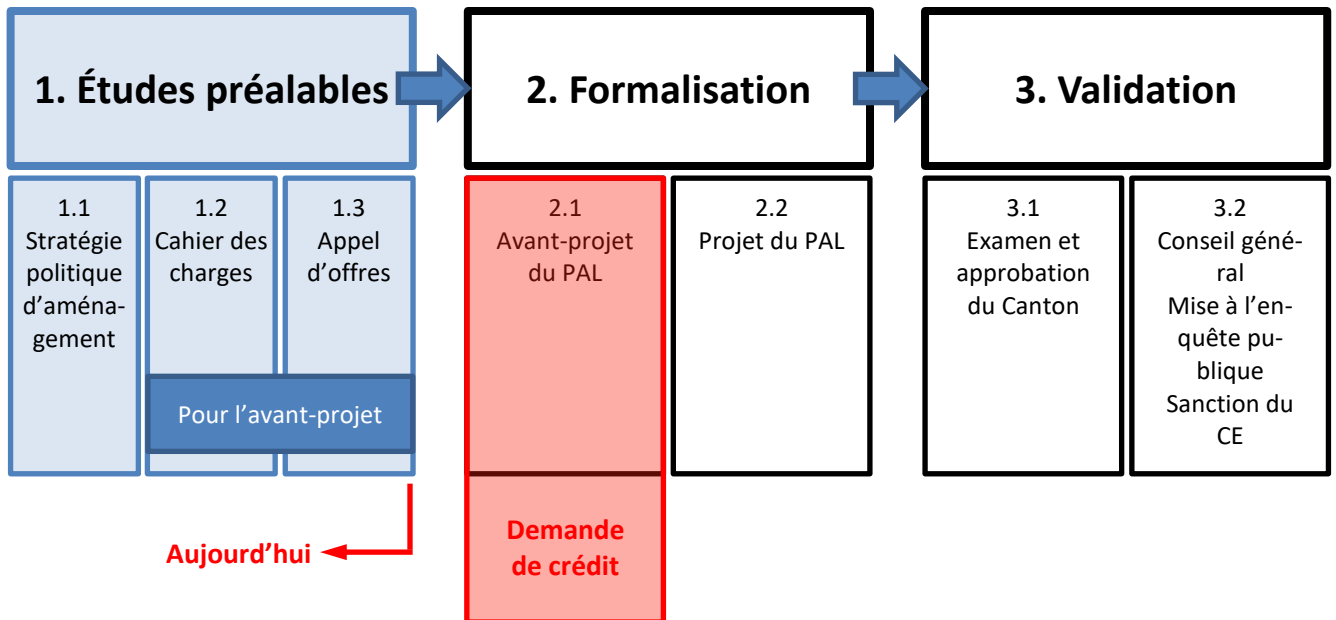 1. Études préalables
2. Formalisation
3. Validation
1.1
Stratégie
politique
d'aména-
gement
1.2
Cahier des
charges
1.3
Appel
d'offres
Pour l'avant-projet
2.1
Avant-projet
du PAL
2.2
Projet du PAL
3.1
Examen et
approbation
du Canton
3.2
Conseil géné-
ral
Mise à l'en-
quête pu-
blique
Sanction du
CE
Aujourd'hui
Demande
de crédit